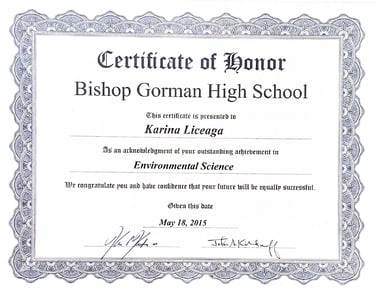 Certificate of Honor
Bishop Gorman High School
This certificate is presented to
Karina Liceaga
As an acknowledgment of your outstanding achievement in
Environmental Science
We congratulate you and have confidence that your future will be equally successful.
Given this date
May 18, 2015